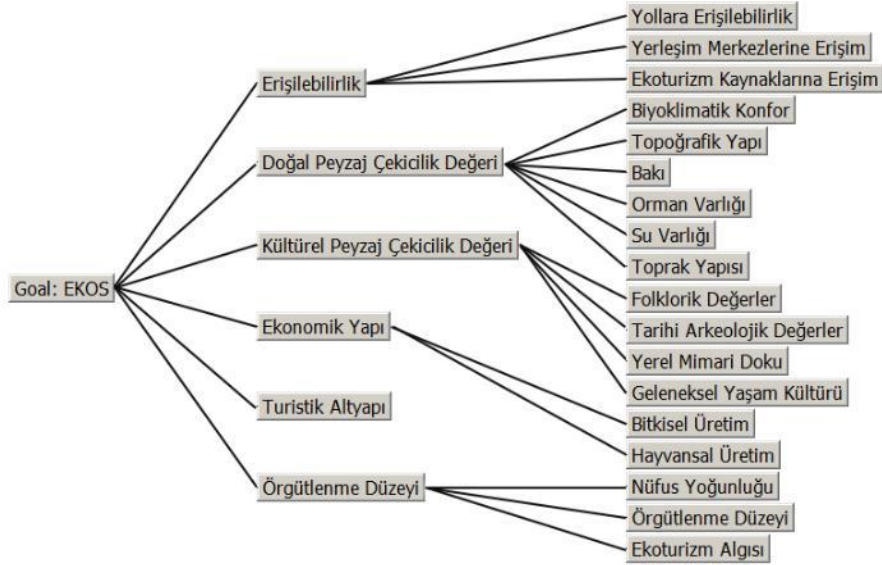 Goal: EKOS
Erişilebilirlik
Doğal Peyzaj Çekicilik Değeri
Kültürel Peyzaj Çekicilik Değeri
Ekonomik Yapı
Turistik Altyapı
Örgütlenme Düzeyi
Yollara Erişilebilirlik
Yerleşim Merkezlerine Erişim
Ekoturizm Kaynaklarına Erişim
Biyoklimatik Konfor
Topoğrafik Yapı
Bakı
Orman Varlığı
Su Varlığı
Toprak Yapısı
Folklorik Değerler
Tarihi Arkeolojik Değerler
Yerel Mimari Doku
Geleneksel Yaşam Kültürü
Bitkisel Üretim
Hayvansal Üretim
Nüfus Yoğunluğu
Örgütlenme Düzeyi
Ekoturizm Algısı